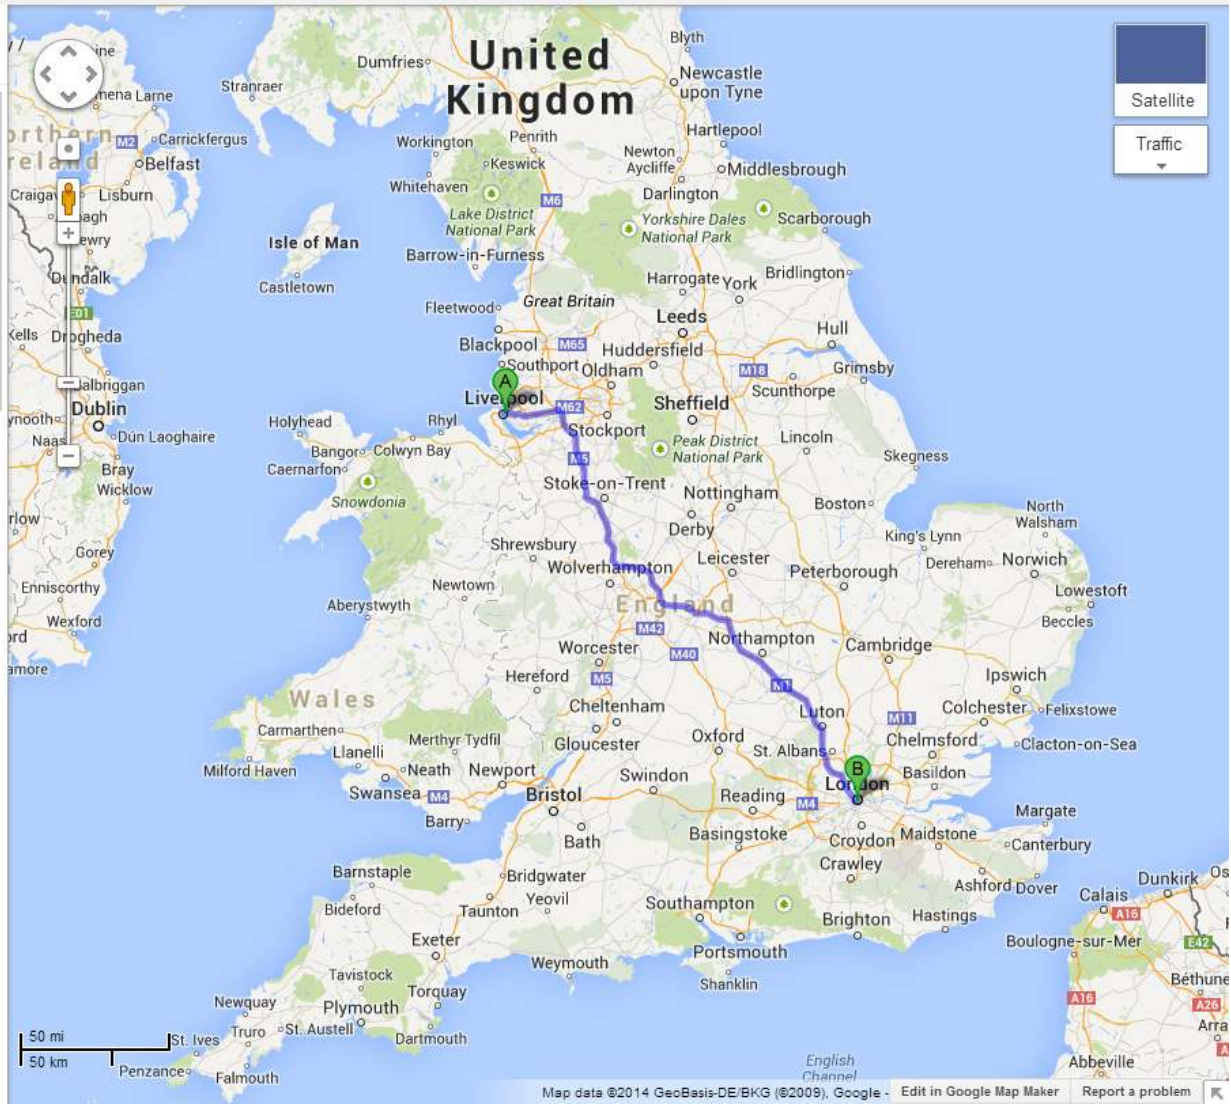 Blyth
United
Kingdom
Dumfries
Newcastle
upon Tyne
Stranraer
Satellite
Larne
Hartlepool
Carrickfergus
M2
Workington
Penrith
Traffic
Belfast
Keswick
Newton
Aycliffe
Middlesbrough
Whitehaven
Darlington
Lisburn
M6
Lake District
National Park
Yorkshire Dales
National Park
Scarborough
Isle of Man
Barrow-in-Furness
Harrogate
York
Bridlington
Dundalk
Castletown
Great Britain
Fleetwood
E01
Leeds
Hull
Kells
Drogheda
Blackpool
M65
Huddersfield
Southport
Oldham
M18
Grimsby
Scunthorpe
A
Liverpool
M62
Sheffield
Dublin
Holyhead
Rhyl
Stockport
Dún Laoghaire
Bangor
Colwyn Bay
Peak District
National Park
Lincoln
Skegness
Bray
Caernarfon
M6
Wicklow
Snowdonia
Stoke-on-Trent
Nottingham
Boston
North
Walsham
Derby
King's Lynn
Gorey
Shrewsbury
Leicester
Norwich
Wolverhampton
Peterborough
Dereham
Enniscorthy
Newtown
Lowestoft
Aberystwyth
England
Wexford
Beccles
M42
Northampton
Cambridge
Worcester
M40
Hereford
M5
M1
Ipswich
Wales
Cheltenham
Luton
M11
Colchester
Felixstowe
Carmarthen
Merthyr Tydfil
Gloucester
Oxford
St. Albans
Chelmsford
Clacton-on-Sea
Llanelli
Milford Haven
Neath
Newport
Swindon
B
London
Basildon
Swansea
M4
Bristol
Reading
M4
Margate
Barry
Bath
Basingstoke
Croydon
Maidstone
Canterbury
Crawley
Barnstaple
Bridgwater
Ashford
Dover
Dunkirk
Calais
Bideford
Taunton
Yeovil
Southampton
A16
Brighton
Hastings
Exeter
Boulogne-sur-Mer
E42
Portsmouth
Weymouth
Tavistock
Shanklin
Torquay
A16
A26
Newquay
Plymouth
50 mi
St. Ives
Truro
St. Austell
Dartmouth
50 km
English
Channel
Abbeville
Penzance
Falmouth
Map data ©2014 GeoBasis-DE/BKG (©2009), Google - Edit in Google Map Maker Report a problem